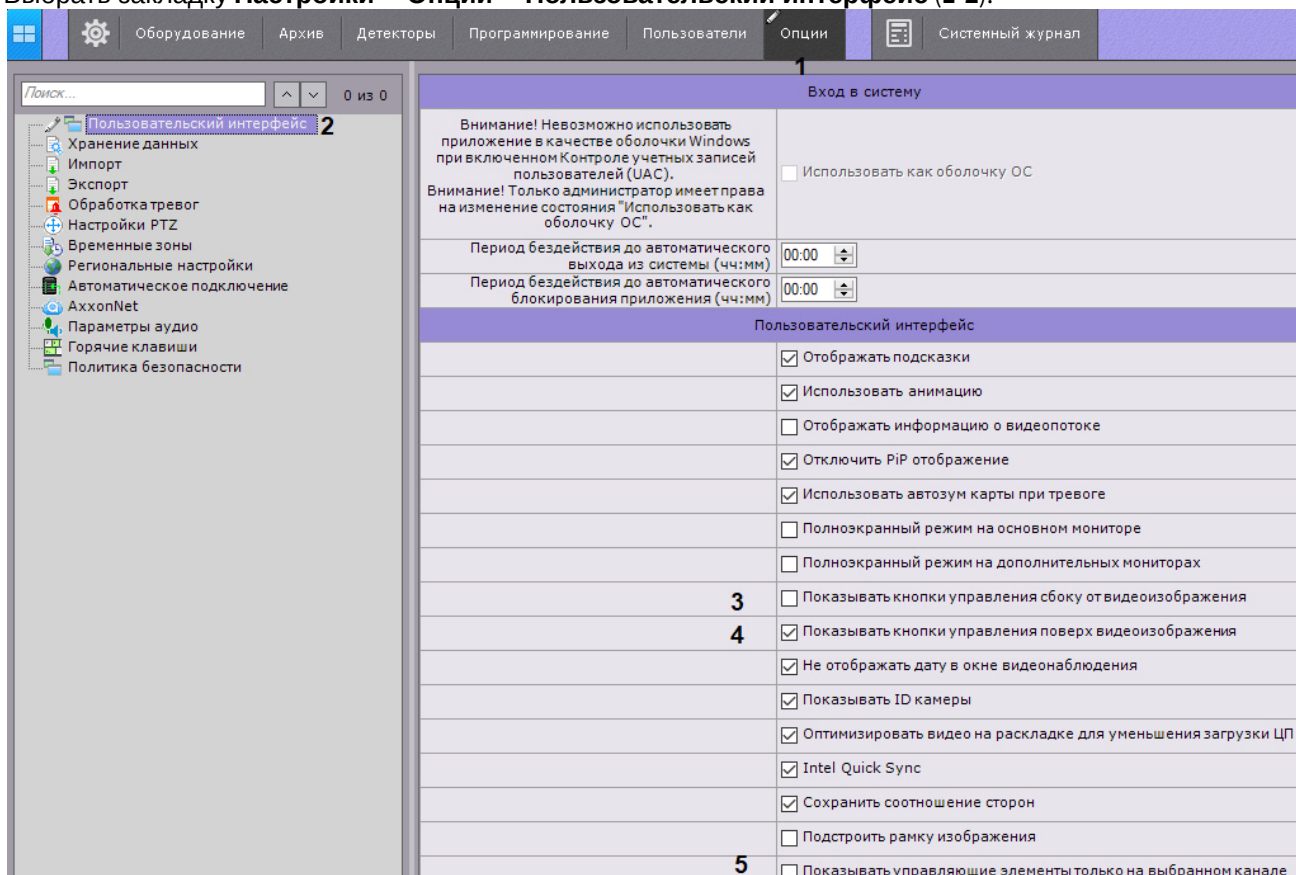 Выбрать закладку Настройки - Опции - Пользовательский интерфейс (1-2).
Оборудование Архив Детекторы Программирование Пользователи Опции Системный журнал
1
Поиск... 0 из 0
Пользовательский интерфейс 2
Хранение данных
Импорт
Экспорт
Обработка тревог
Настройки PTZ
Временные зоны
Региональные настройки
Автоматическое подключение
AxxonNet
Параметры аудио
Горячие клавиши
Политика безопасности
Вход в систему
Внимание! Невозможно использовать
приложение в качестве оболочки Windows
при включенном Контроле учетных записей
пользователей (UAC).
Внимание! Только администратор имеет права
на изменение состояния "Использовать как
оболочку ОС".
Использовать как оболочку ОС
Период бездействия до автоматического
выхода из системы (чч:мм)
00:00
Период бездействия до автоматического
блокирования приложения (чч:мм)
00:00
Пользовательский интерфейс
Отображать подсказки
Использовать анимацию
Отображать информацию о видеопотоке
Отключить PiP отображение
Использовать автозум карты при тревоге
Полноэкранный режим на основном мониторе
Полноэкранный режим на дополнительных мониторах
3 Показывать кнопки управления сбоку от видеоизображения
4 Показывать кнопки управления поверх видеоизображения
Не отображать дату в окне видеонаблюдения
Показывать ID камеры
Оптимизировать видео на раскладке для уменьшения загрузки ЦП
Intel Quick Sync
Сохранить соотношение сторон
Подстроить рамку изображения
5 Показывать управляющие элементы только на выбранном канале